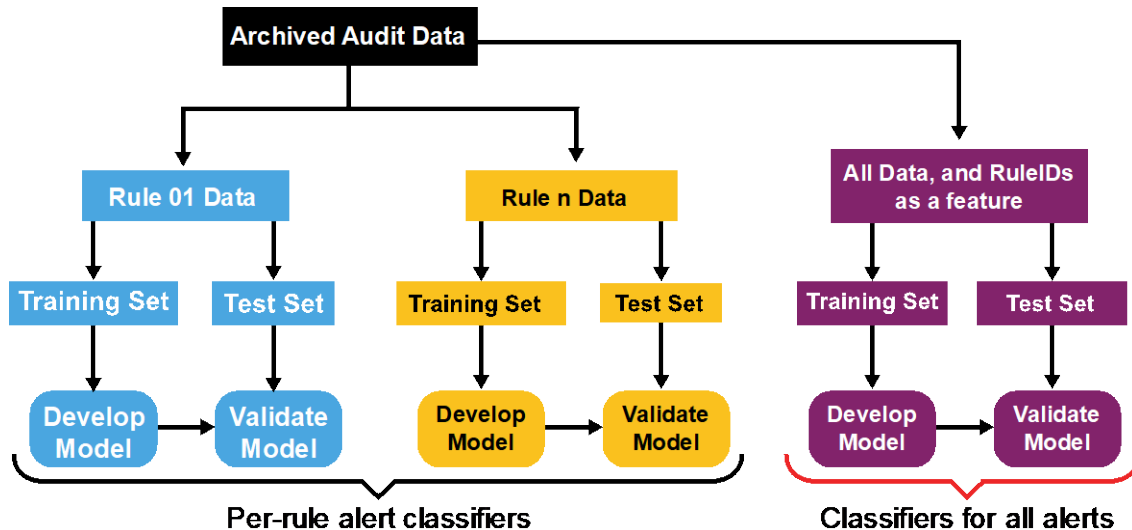 Archived Audit Data
Rule 01 Data
Rule n Data
All Data, and RuleIDs
as a feature
Training Set
Test Set
Training Set
Test Set
Training Set
Test Set
Develop
Model
Validate
Model
Develop
Model
Validate
Model
Develop
Model
Validate
Model
Per-rule alert classifiers
Classifiers for all alerts